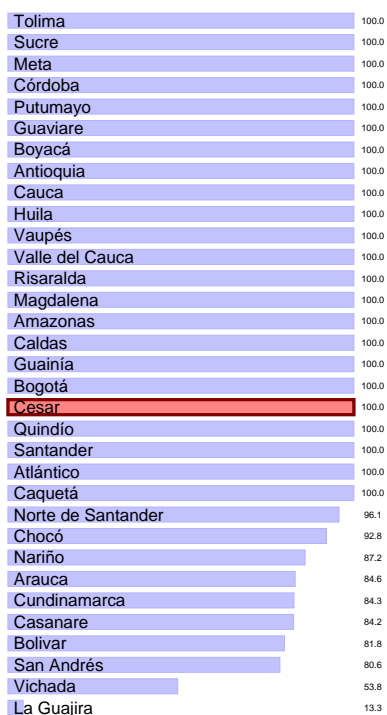 Tolima 100.0
Sucre 100.0
Meta 100.0
Córdoba 100.0
Putumayo 100.0
Guaviare 100.0
Boyacá 100.0
Antioquia 100.0
Cauca 100.0
Huila 100.0
Vaupés 100.0
Valle del Cauca 100.0
Risaralda 100.0
Magdalena 100.0
Amazonas 100.0
Caldas 100.0
Guainía 100.0
Bogotá 100.0
Cesar 100.0
Quindío 100.0
Santander 100.0
Atlántico 100.0
Caquetá 100.0
Norte de Santander 96.1
Chocó 92.8
Nariño 87.2
Arauca 84.6
Cundinamarca 84.3
Casanare 84.2
Bolivar 81.8
San Andrés 80.6
Vichada 53.8
La Guajira 13.3